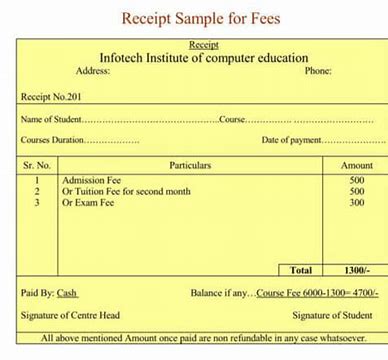 Receipt Sample for Fees
Receipt
Infotech Institute of computer education
Address: Phone:
Receipt No.201
Name of Student……………………………Course…………… ……………… ……
Courses Duration……………… Date of payment……………
Sr. No. Particulars Amount
1 Admission Fee 500
2 Or Tuition Fee for second month 500
3 Or Exam Fee 300
Total 1300/-
Paid By: Cash Balance if any…Course Fee 6000-1300= 4700/-
Signature of Centre Head Signature of Student
All above mentioned Amount once paid are non refundable in any case whatsoever.